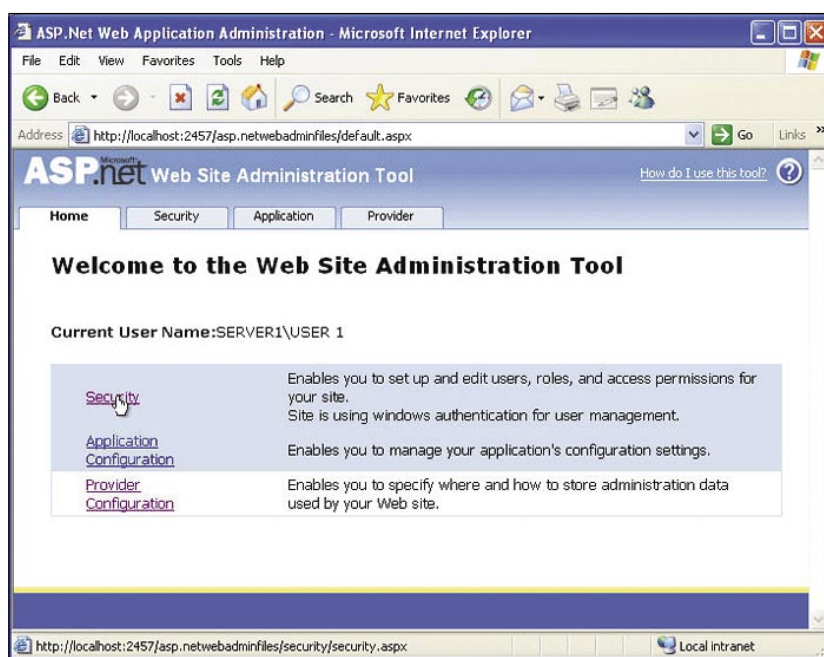 ASP.Net Web Application Administration - Microsoft Internet Explorer
File Edit View Favorites Tools Help
Back Search Favorites
Address http://localhost:2457/asp.netwebadminfiles/default.aspx Go Links »
Microsoft
ASP.net Web Site Administration Tool How do I use this tool? ?
Home Security Application Provider
Welcome to the Web Site Administration Tool
Current User Name:SERVER1\USER 1
Security
Enables you to set up and edit users, roles, and access permissions for
your site.
Site is using windows authentication for user management.
Application
Configuration
Enables you to manage your application's configuration settings.
Provider
Configuration
Enables you to specify where and how to store administration data
used by your Web site.
http://localhost:2457/asp.netwebadminfiles/security/security.aspx Local intranet